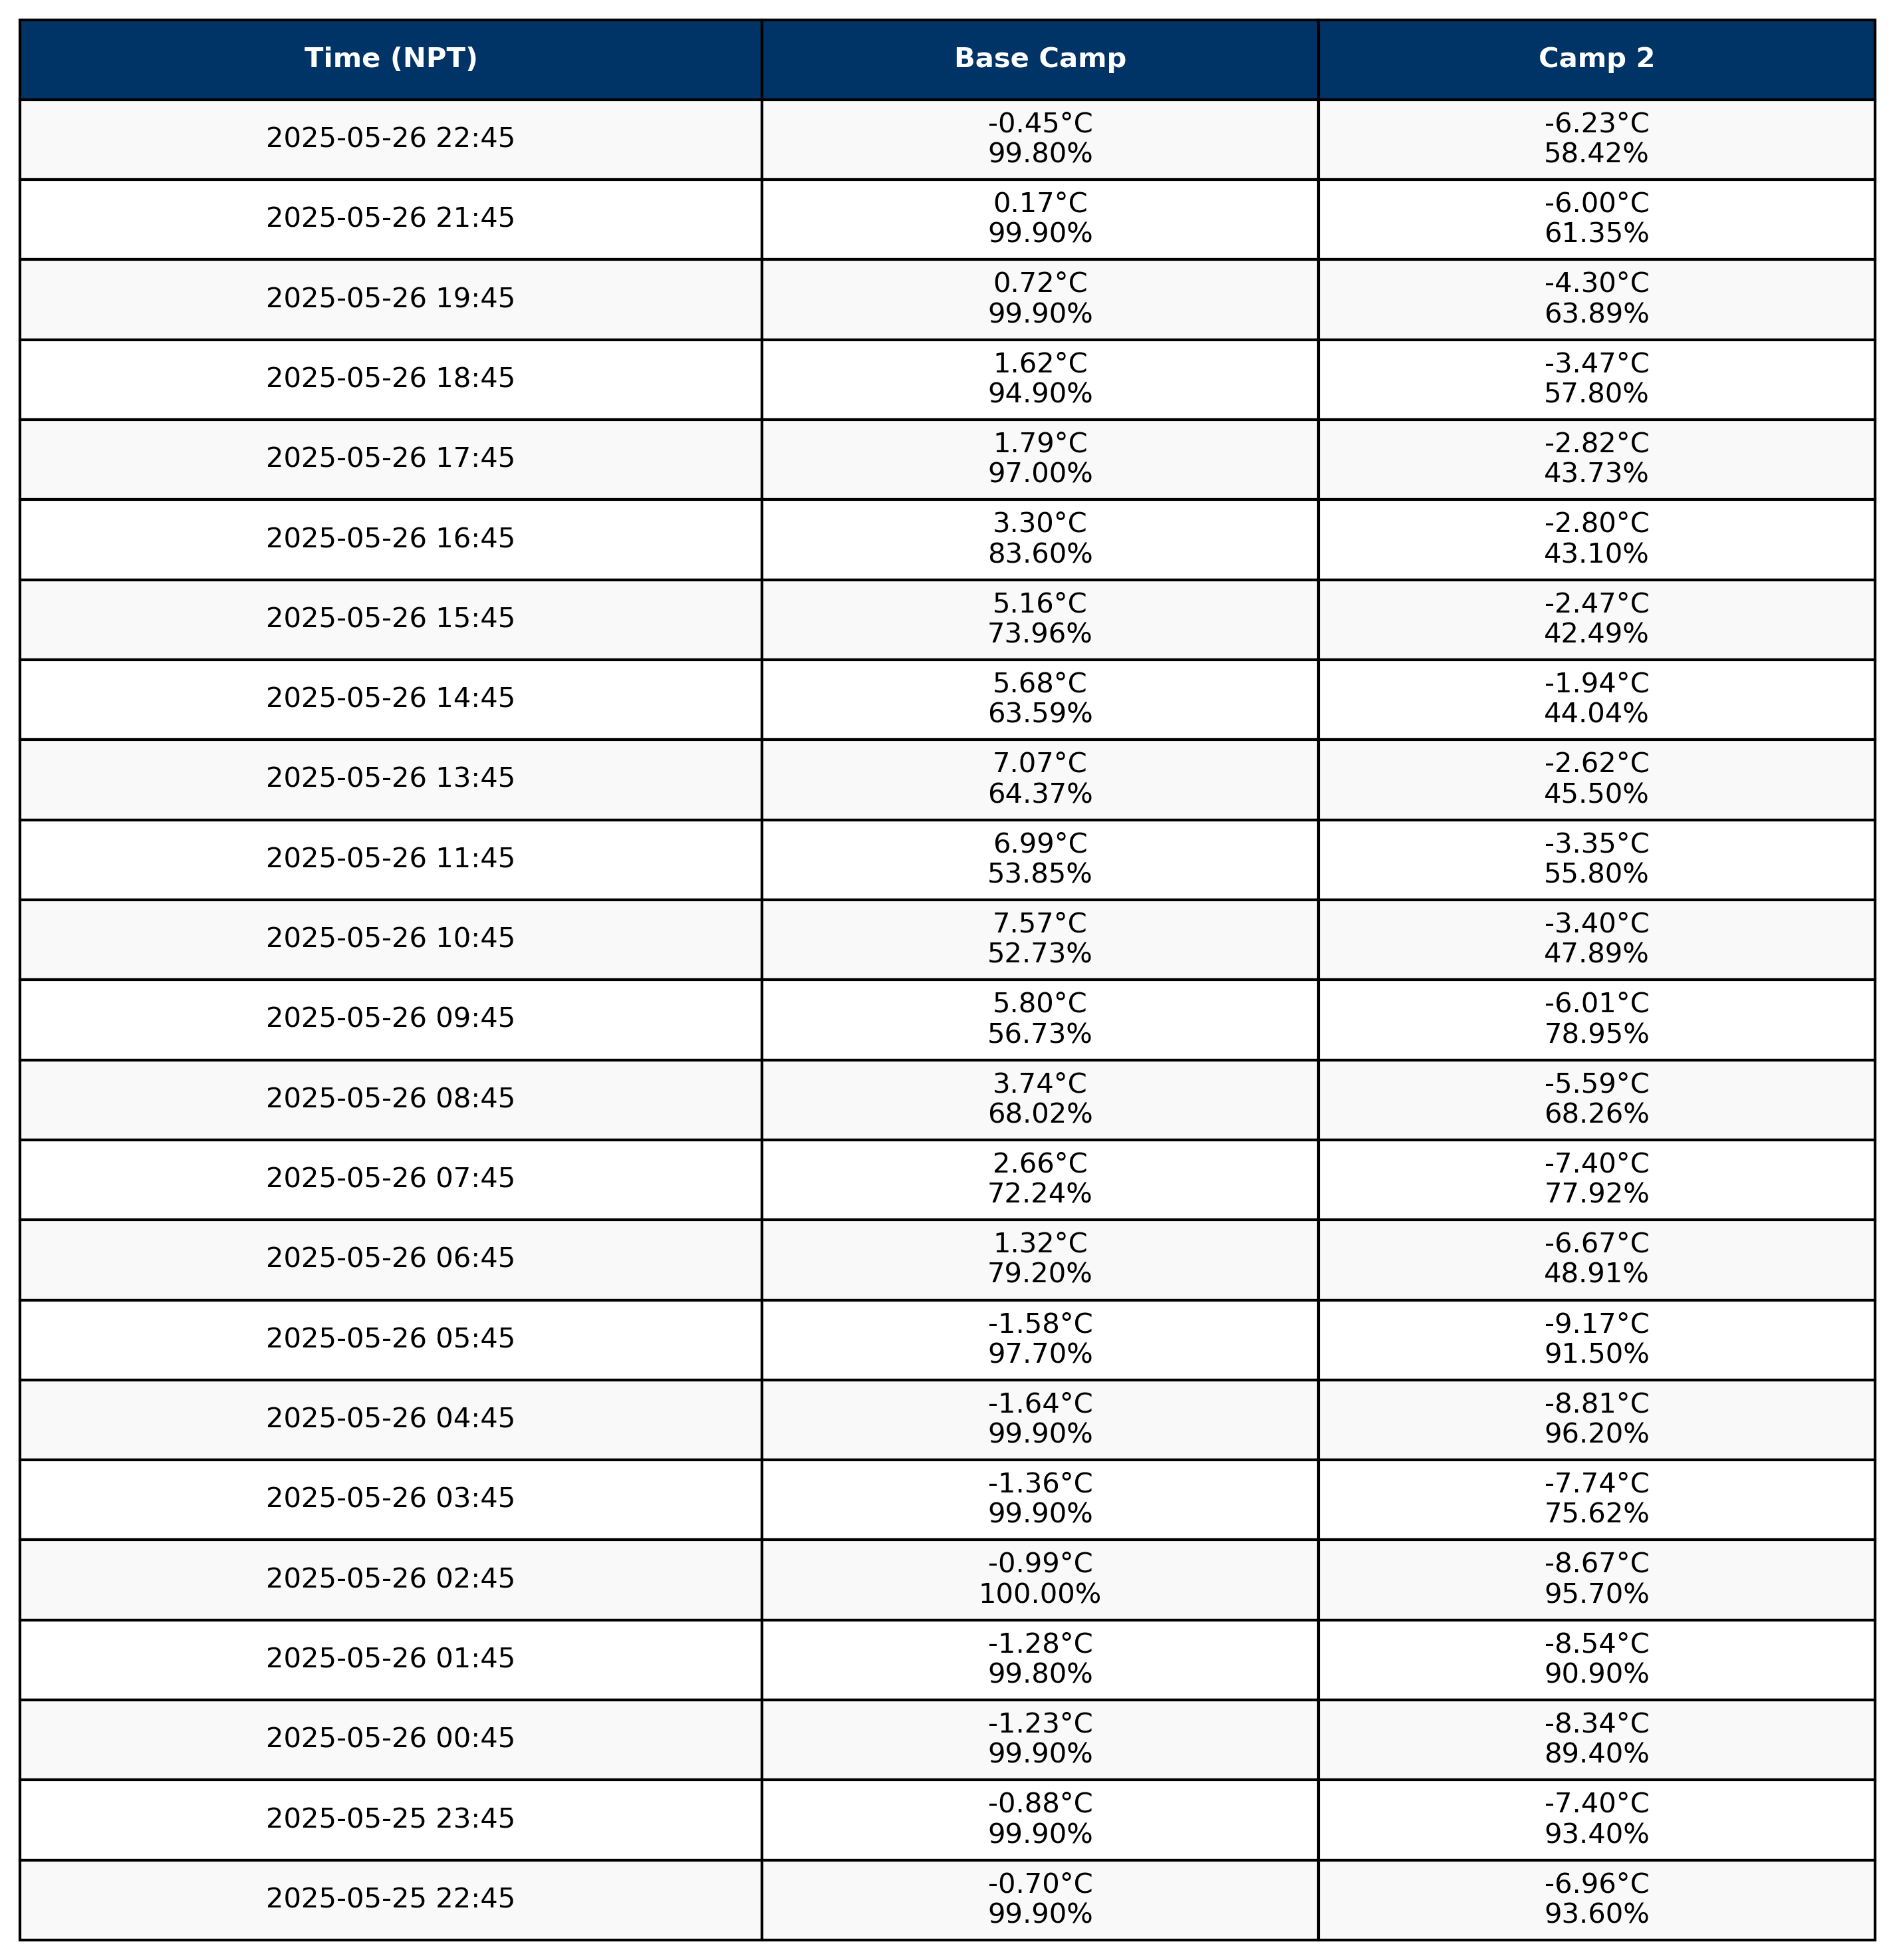 Time (NPT) Base Camp Camp 2
2025-05-26 22:45 -0.45°C -6.23°C
99.80% 58.42%
2025-05-26 21:45 0.17°C -6.00°C
99.90% 61.35%
2025-05-26 19:45 0.72°C -4.30°C
99.90% 63.89%
2025-05-26 18:45 1.62°C -3.47°C
94.90% 57.80%
2025-05-26 17:45 1.79°C -2.82°C
97.00% 43.73%
2025-05-26 16:45 3.30°C -2.80°C
83.60% 43.10%
2025-05-26 15:45 5.16°C -2.47°C
73.96% 42.49%
2025-05-26 14:45 5.68°C -1.94°C
63.59% 44.04%
2025-05-26 13:45 7.07°C -2.62°C
64.37% 45.50%
2025-05-26 11:45 6.99°C -3.35°C
53.85% 55.80%
2025-05-26 10:45 7.57°C -3.40°C
52.73% 47.89%
2025-05-26 09:45 5.80°C -6.01°C
56.73% 78.95%
2025-05-26 08:45 3.74°C -5.59°C
68.02% 68.26%
2025-05-26 07:45 2.66°C -7.40°C
72.24% 77.92%
2025-05-26 06:45 1.32°C -6.67°C
79.20% 48.91%
2025-05-26 05:45 -1.58°C -9.17°C
97.70% 91.50%
2025-05-26 04:45 -1.64°C -8.81°C
99.90% 96.20%
2025-05-26 03:45 -1.36°C -7.74°C
99.90% 75.62%
2025-05-26 02:45 -0.99°C -8.67°C
100.00% 95.70%
2025-05-26 01:45 -1.28°C -8.54°C
99.80% 90.90%
2025-05-26 00:45 -1.23°C -8.34°C
99.90% 89.40%
2025-05-25 23:45 -0.88°C -7.40°C
99.90% 93.40%
2025-05-25 22:45 -0.70°C -6.96°C
99.90% 93.60%